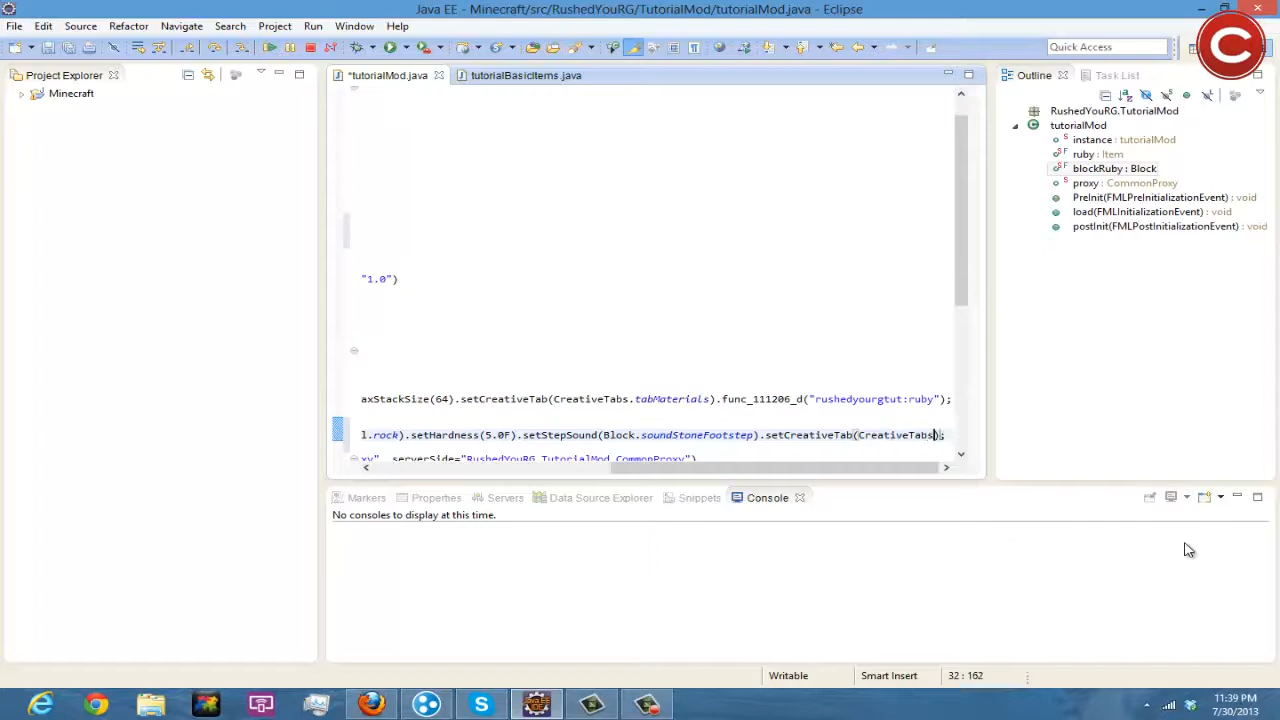 Java EE - Minecraft/src/RushedYouRG/TutorialMod/tutorialMod.java - Eclipse
File Edit Source Refactor Navigate Search Project Run Window Help
Quick Access
Project Explorer
Minecraft
*tutorialMod.java
tutorialBasicItems.java
"1.0")
axStackSize(64).setCreativeTab(CreativeTabs.tabMaterials).func_111206_d("rushedyourgtut:ruby");
l.rock).setHardness(5.0F).setStepSound(Block.soundStoneFootstep).setCreativeTab(CreativeTabs);
xy", serverSide="RushedYouRG.TutorialMod.CommonProxy")
Outline
Task List
RushedYouRG.TutorialMod
tutorialMod
instance : tutorialMod
ruby : Item
blockRuby : Block
proxy : CommonProxy
PreInit(FMLPreInitializationEvent) : void
load(FMLInitializationEvent) : void
postInit(FMLPostInitializationEvent) : void
Markers
Properties
Servers
Data Source Explorer
Snippets
Console
No consoles to display at this time.
Writable
Smart Insert
32 : 162
11:39 PM
7/30/2013